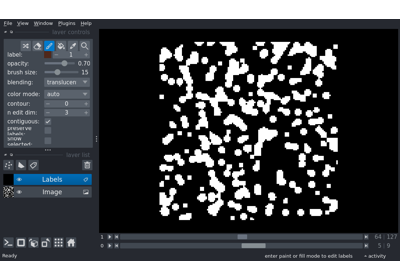 File View Window Plugins Help
layer controls
label: 1
opacity: 0.70
brush size: 15
blending: translucen
color mode: auto
contour: 0
n edit dim: 3
contiguous:
preserve labels:
show selected:
layer list
Labels
Image
1 64 127
0 5 9
Ready enter paint or fill mode to edit labels activity